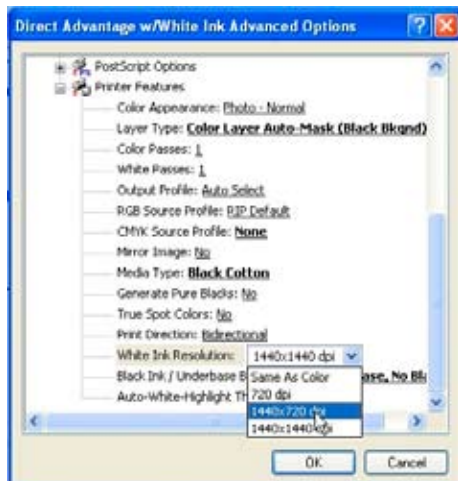 Direct Advantage w/White Ink Advanced Options
PostScript Options
Printer Features
Color Appearance: Photo - Normal
Layer Type: Color Layer Auto-Mask (Black Bkgnd)
Color Passes: 1
White Passes: 1
Output Profile: Auto Select
RGB Source Profile: RIP Default
CMYK Source Profile: None
Mirror Image: No
Media Type: Black Cotton
Generate Pure Blacks: No
True Spot Colors: No
Print Direction: Bidirectional
White Ink Resolution: 1440x1440 dpi
Black Ink / Underbase B Same As Color ase, No Bl
Auto-White-Highlight Th 720 dpi
1440x720 dpi
1440x1440 dpi
OK Cancel